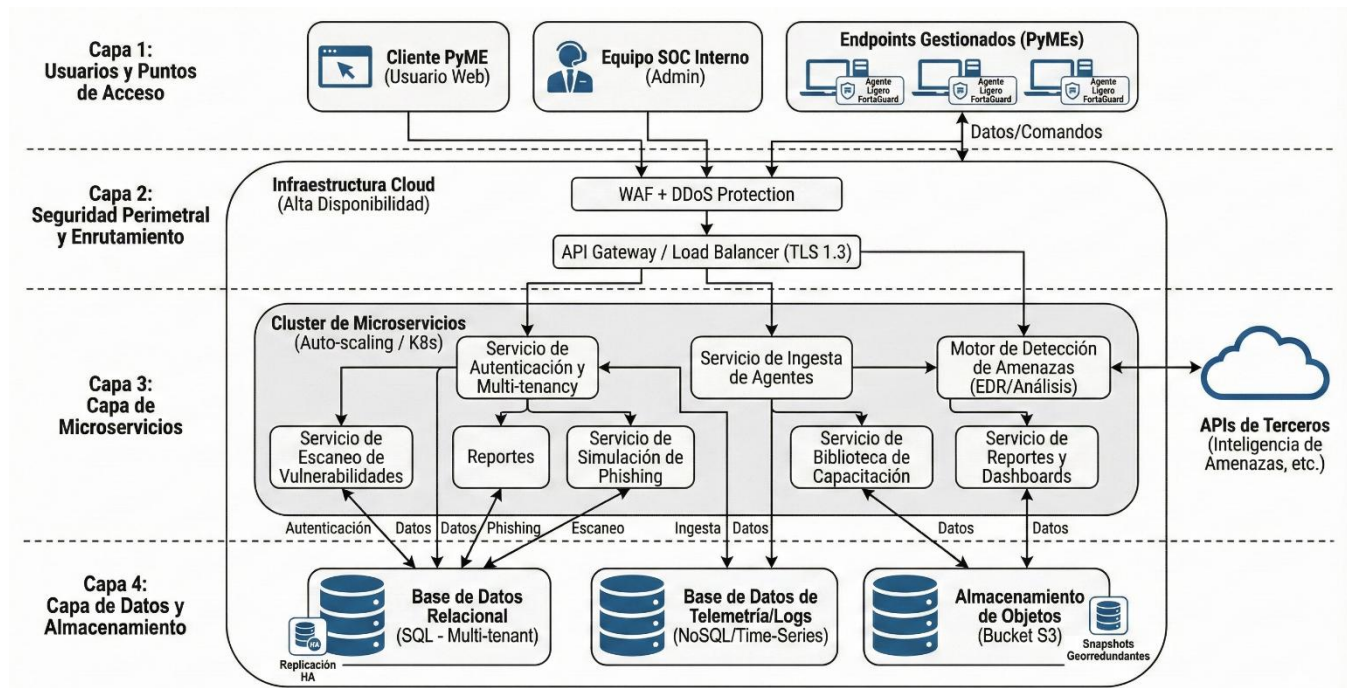 Capa 1:
Usuarios y Puntos
de Acceso
Cliente PyME
(Usuario Web)
Equipo SOC Interno
(Admin)
Endpoints Gestionados (PyMEs)
Agente
Ligero
FortaGuard
Agente
Ligero
FortaGuard
Agente
Ligero
FortaGuard
Datos/Comandos
Capa 2:
Seguridad Perimetral
y Enrutamiento
Infraestructura Cloud
(Alta Disponibilidad)
WAF + DDoS Protection
API Gateway / Load Balancer (TLS 1.3)
Capa 3:
Capa de
Microservicios
Cluster de Microservicios
(Auto-scaling / K8s)
Servicio de
Autenticación y
Multi-tenancy
Servicio de Ingesta
de Agentes
Motor de Detección
de Amenazas
(EDR/Análisis)
Servicio de
Escaneo de
Vulnerabilidades
Reportes
Servicio de
Simulación de
Phishing
Servicio de
Biblioteca de
Capacitación
Servicio de
Reportes y
Dashboards
APIs de Terceros
(Inteligencia de
Amenazas, etc.)
Autenticación
Datos
Datos
Phishing
Escaneo
Ingesta
Datos
Datos
Datos
Capa 4:
Capa de Datos y
Almacenamiento
Base de Datos
Relacional
(SQL - Multi-tenant)
HA
Replicación
HA
Base de Datos de
Telemetría/Logs
(NoSQL/Time-Series)
Almacenamiento
de Objetos
(Bucket S3)
Snapshots
Georredundantes